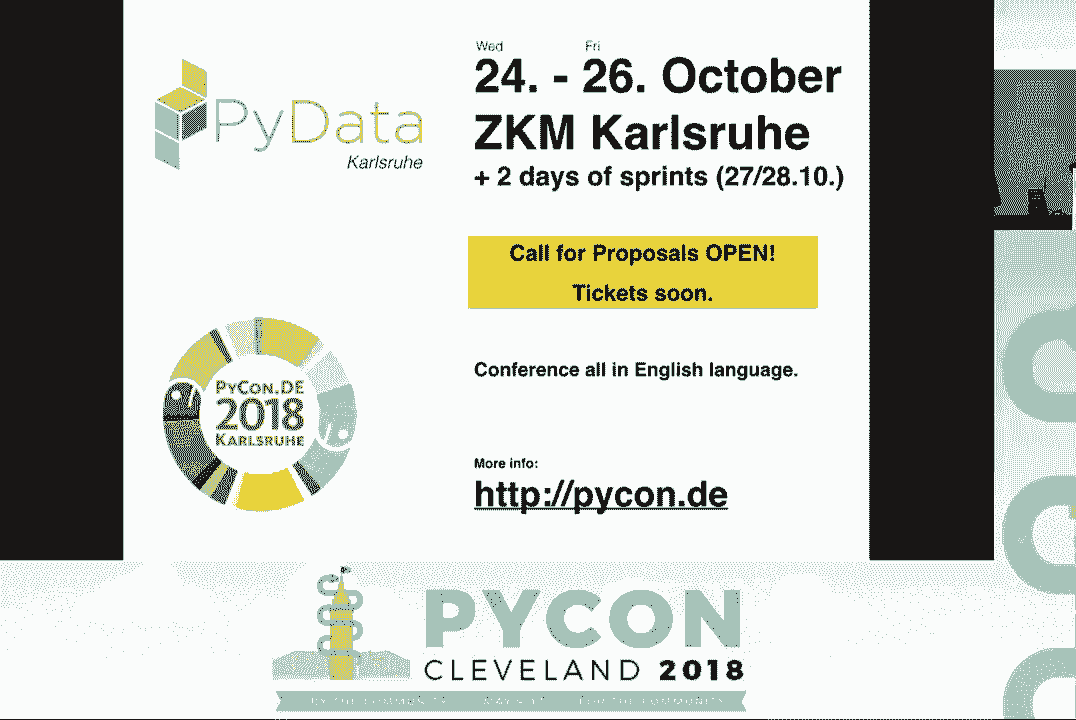 Wed Fri
24. - 26. October
ZKM Karlsruhe
+ 2 days of sprints (27/28.10.)
PyData
Karlsruhe
Call for Proposals OPEN!
Tickets soon.
PYCON.DE
2018
KARLSRUHE
Conference all in English language.
More info:
http://pycon.de
PYCON
CLEVELAND 2018